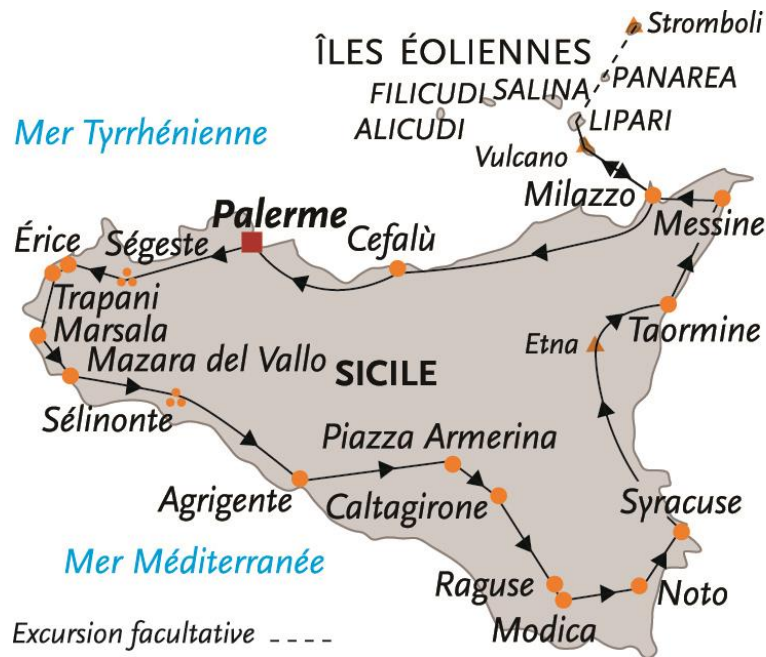 Stromboli
ÎLES ÉOLIENNES
PANAREA
SALINA
FILICUDI
ALICUDI
LIPARI
Mer Tyrrhénienne
Vulcano
Milazzo
Messine
Palerme
Cefalù
Érice
Ségeste
Trapani
Marsala
Taormine
Etna
Mazara del Vallo
SICILE
Sélinonte
Piazza Armerina
Agrigente
Caltagirone
Syracuse
Mer Méditerranée
Raguse
Noto
Modica
Excursion facultative